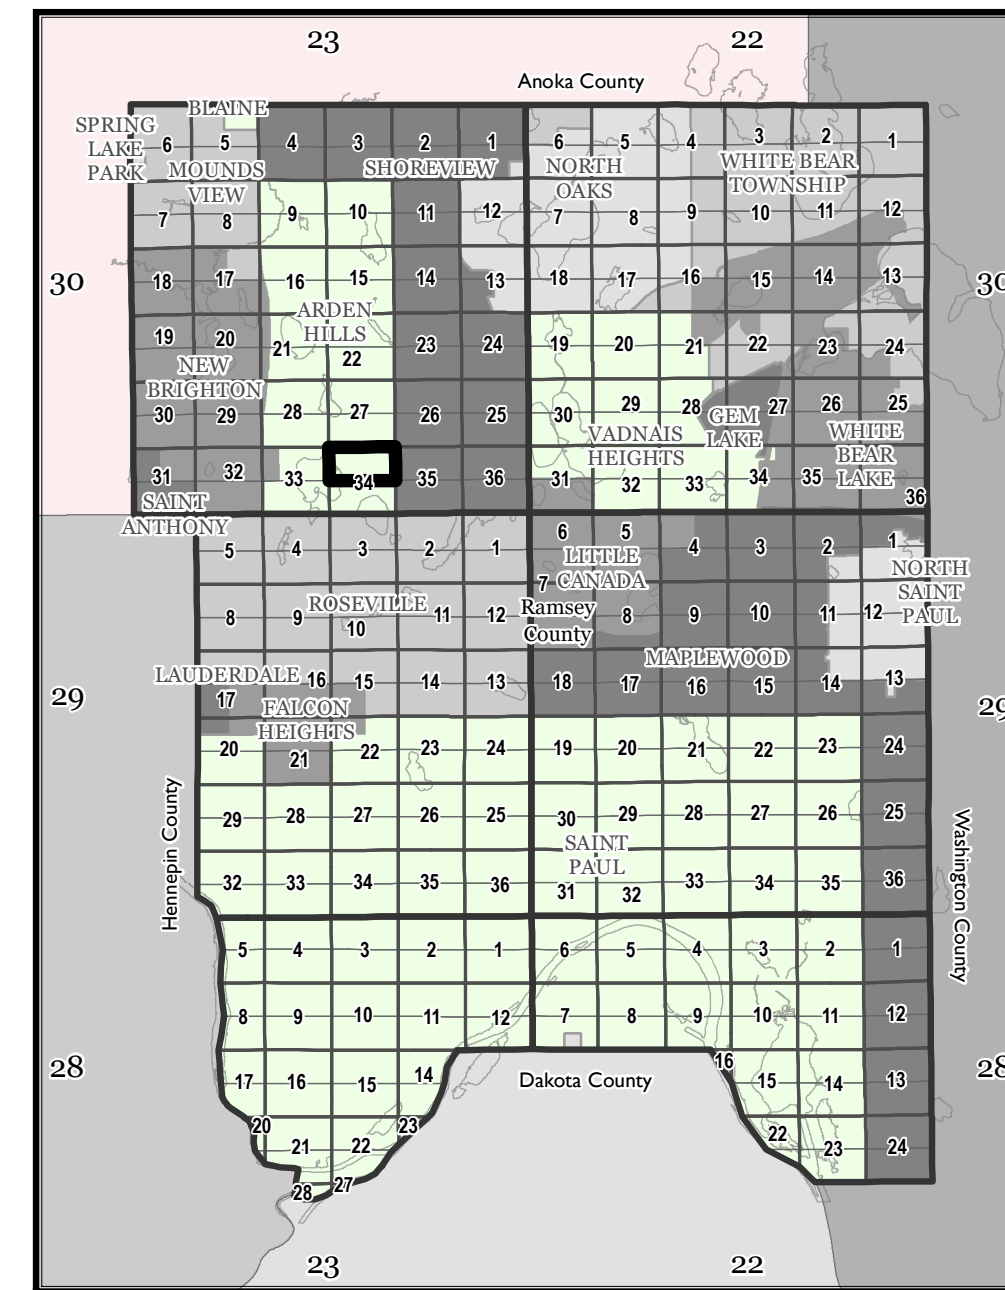 23 22
Anoka County
BLAINE
SPRING
LAKE
PARK
6 5 4 3 2 1 6 5 4 3 2 1
MOUNDS
VIEW
SHOREVIEW
NORTH
OAKS
WHITE BEAR
TOWNSHIP
7 8 9 10 11 12 7 8 9 10 11 12
30 18 17 16 15 14 13 18 17 16 15 14 13 30
ARDEN
HILLS
19 20 21 22 23 24 19 20 21 22 23 24
NEW
BRIGHTON
30 29 28 27 26 25 30 29 28 27 26 25
GEM
LAKE
VADNAIS
HEIGHTS
WHITE
BEAR
LAKE
31 32 33 34 35 36 31 32 33 34 35 36
SAINT
ANTHONY
5 4 3 2 1 6 5 4 3 2 1
LITTLE
CANADA
NORTH
SAINT
PAUL
7
Ramsey
County
8 9 10 11 12 8 9 10 11 12
ROSEVILLE
MAPLEWOOD
LAUDERDALE
29 17 16 15 14 13 18 17 16 15 14 13 29
FALCON
HEIGHTS
20 21 22 23 24 19 20 21 22 23 24
Hennepin County
29 28 27 26 25 30 29 28 27 26 25
Washington County
SAINT
PAUL
32 33 34 35 36 31 32 33 34 35 36
5 4 3 2 1 6 5 4 3 2 1
8 9 10 11 12 7 8 9 10 11 12
28 17 16 15 14 16 15 14 13 28
Dakota County
20 21 22 23 22 23 24
28 27
23 22